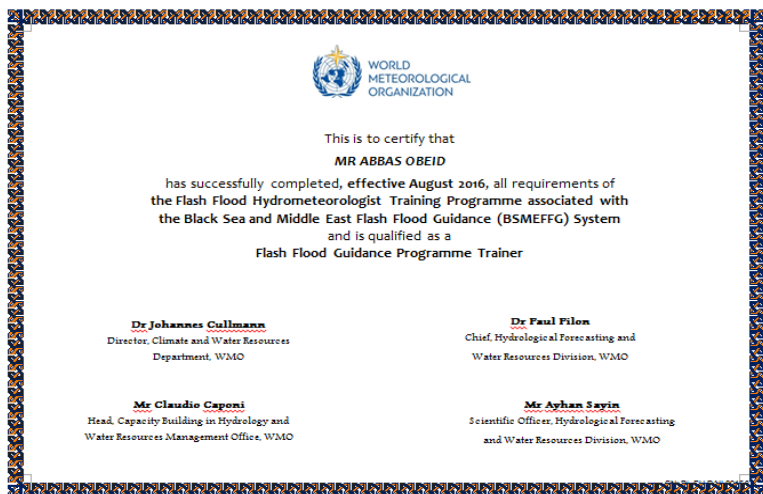 WORLD
METEOROLOGICAL
ORGANIZATION
This is to certify that
MR ABBAS OBEID
has successfully completed, effective August 2016, all requirements of
the Flash Flood Hydrometeorologist Training Programme associated with
the Black Sea and Middle East Flash Flood Guidance (BSMEFFG) System
and is qualified as a
Flash Flood Guidance Programme Trainer
Dr Johannes Cullmann
Director, Climate and Water Resources
Department, WMO
Dr Paul Pilon
Chief, Hydrological Forecasting and
Water Resources Division, WMO
Mr Claudio Caponi
Head, Capacity Building in Hydrology and
Water Resources Management Office, WMO
Mr Ayhan Sayin
Scientific Officer, Hydrological Forecasting
and Water Resources Division, WMO